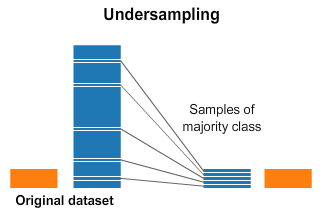 Undersampling
Samples of
majority class
Original dataset